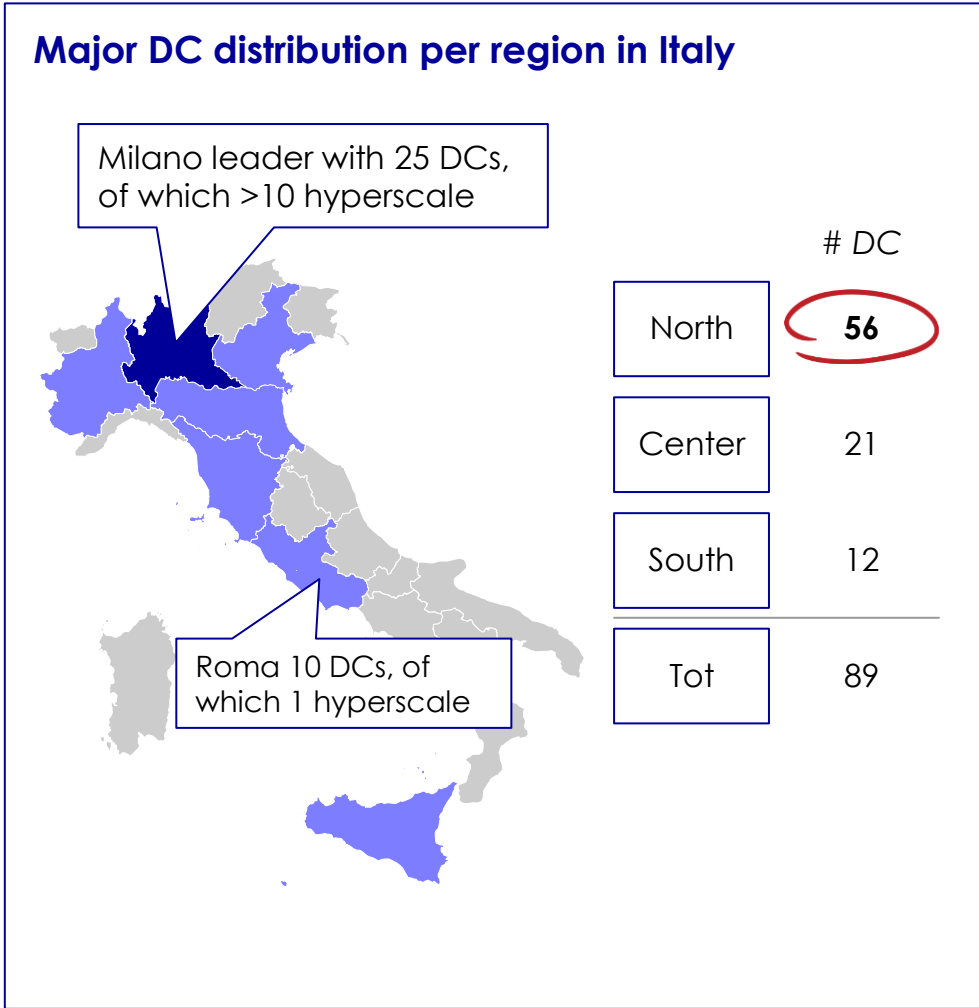 Major DC distribution per region in Italy
Milano leader with 25 DCs,
of which >10 hyperscale
# DC
North 56
Center 21
South 12
Tot 89
Roma 10 DCs, of
which 1 hyperscale